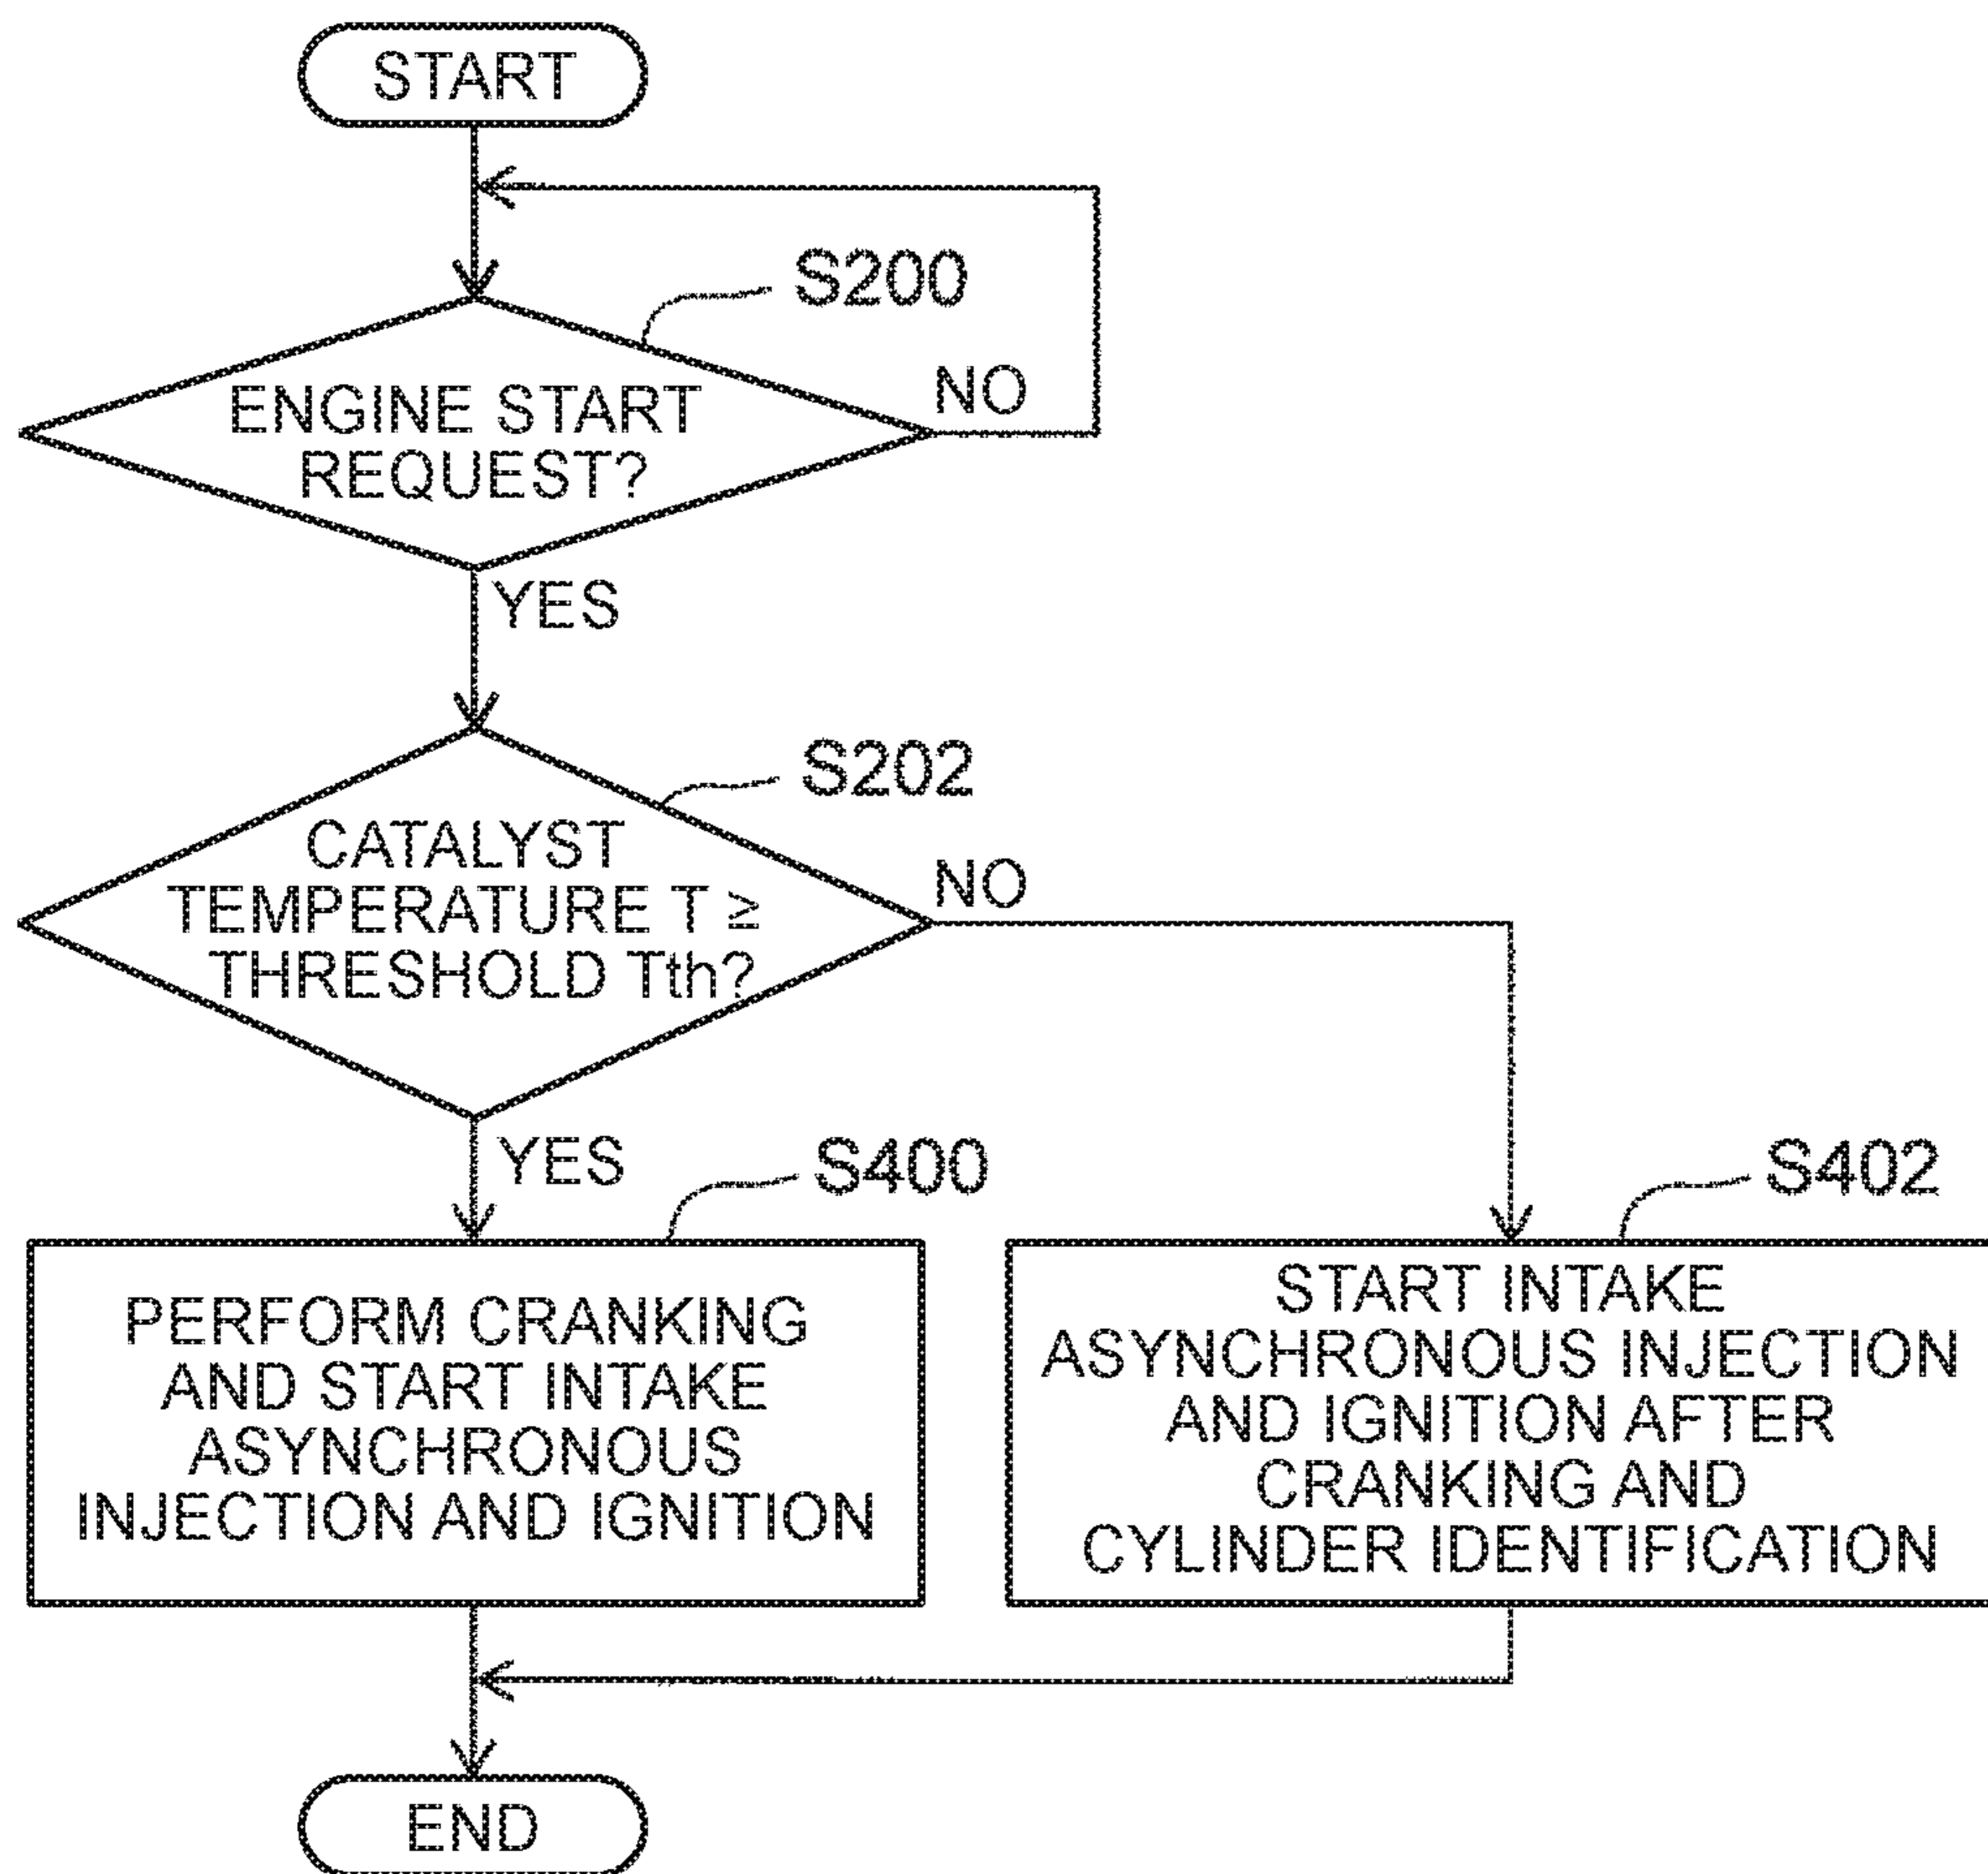 START
S200
ENGINE START
REQUEST?
NO
YES
S202
CATALYST
TEMPERATURE T ≥
THRESHOLD Tth?
NO
YES
S400
PERFORM CRANKING
AND START INTAKE
ASYNCHRONOUS
INJECTION AND IGNITION
S402
START INTAKE
ASYNCHRONOUS INJECTION
AND IGNITION AFTER
CRANKING AND
CYLINDER IDENTIFICATION
END